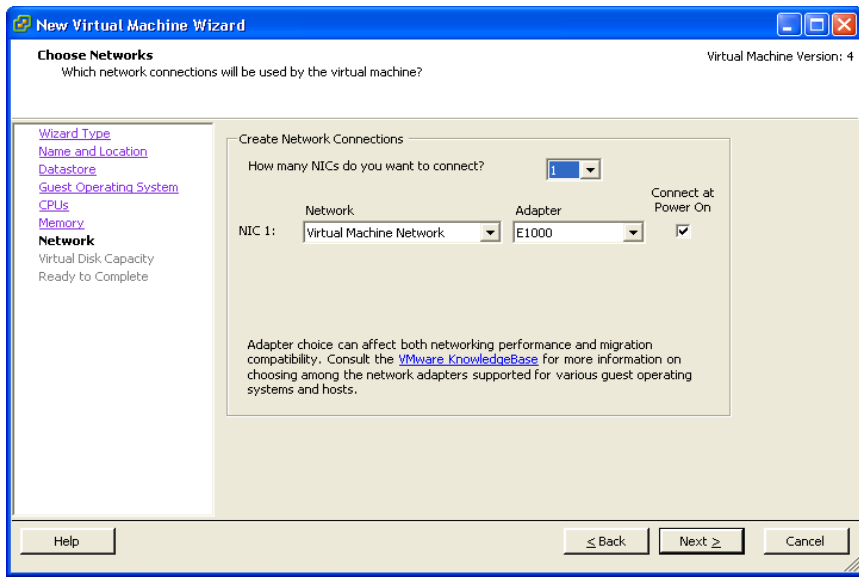 New Virtual Machine Wizard
Choose Networks
Which network connections will be used by the virtual machine?
Virtual Machine Version: 4
Wizard Type
Name and Location
Datastore
Guest Operating System
CPUs
Memory
Network
Virtual Disk Capacity
Ready to Complete
Create Network Connections
How many NICs do you want to connect?
1
Network
Adapter
Connect at
Power On
NIC 1:
Virtual Machine Network
E1000
Adapter choice can affect both networking performance and migration
compatibility. Consult the VMware KnowledgeBase for more information on
choosing among the network adapters supported for various guest operating
systems and hosts.
Help
< Back
Next >
Cancel